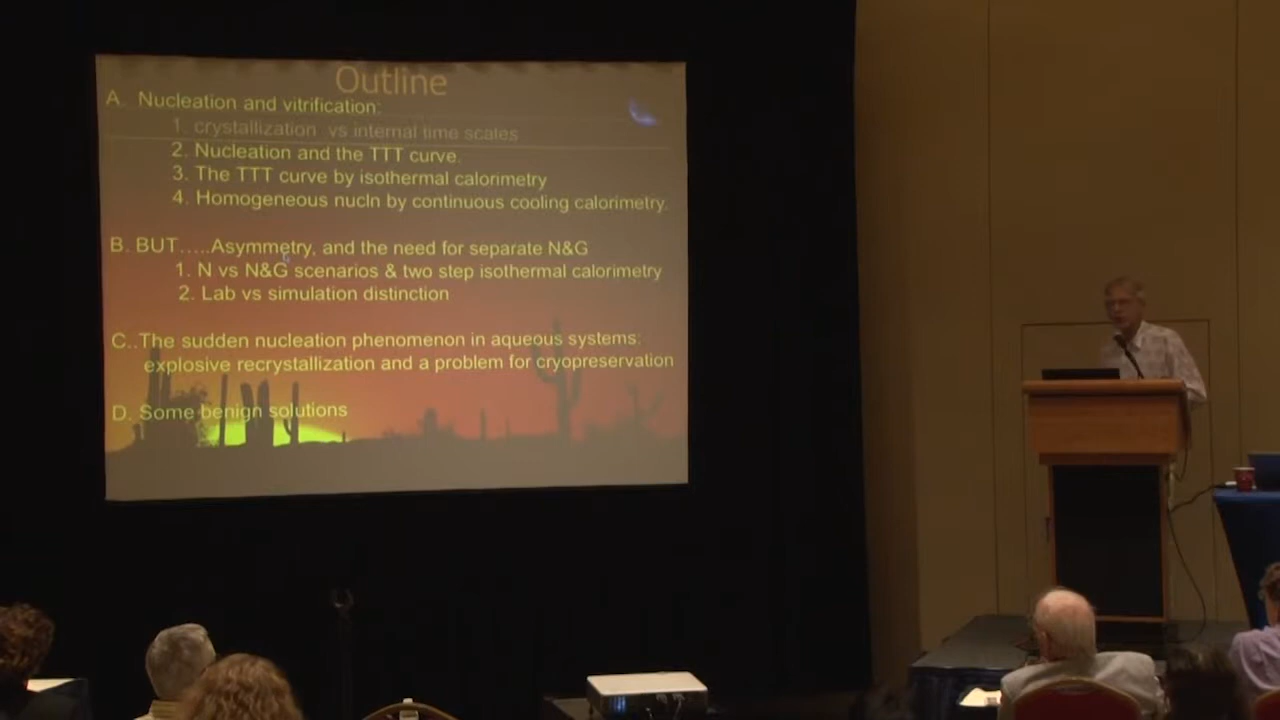 Outline
A. Nucleation and vitrification:
1. crystallization vs internal time scales
2. Nucleation and the TTT curve.
3. The TTT curve by isothermal calorimetry
4. Homogeneous nucln by continuous cooling calorimetry.
B. BUT.....Asymmetry, and the need for separate N&G
1. N vs N&G scenarios & two step isothermal calorimetry
2. Lab vs simulation distinction
C..The sudden nucleation phenomenon in aqueous systems:
explosive recrystallization and a problem for cryopreservation
D. Some benign solutions